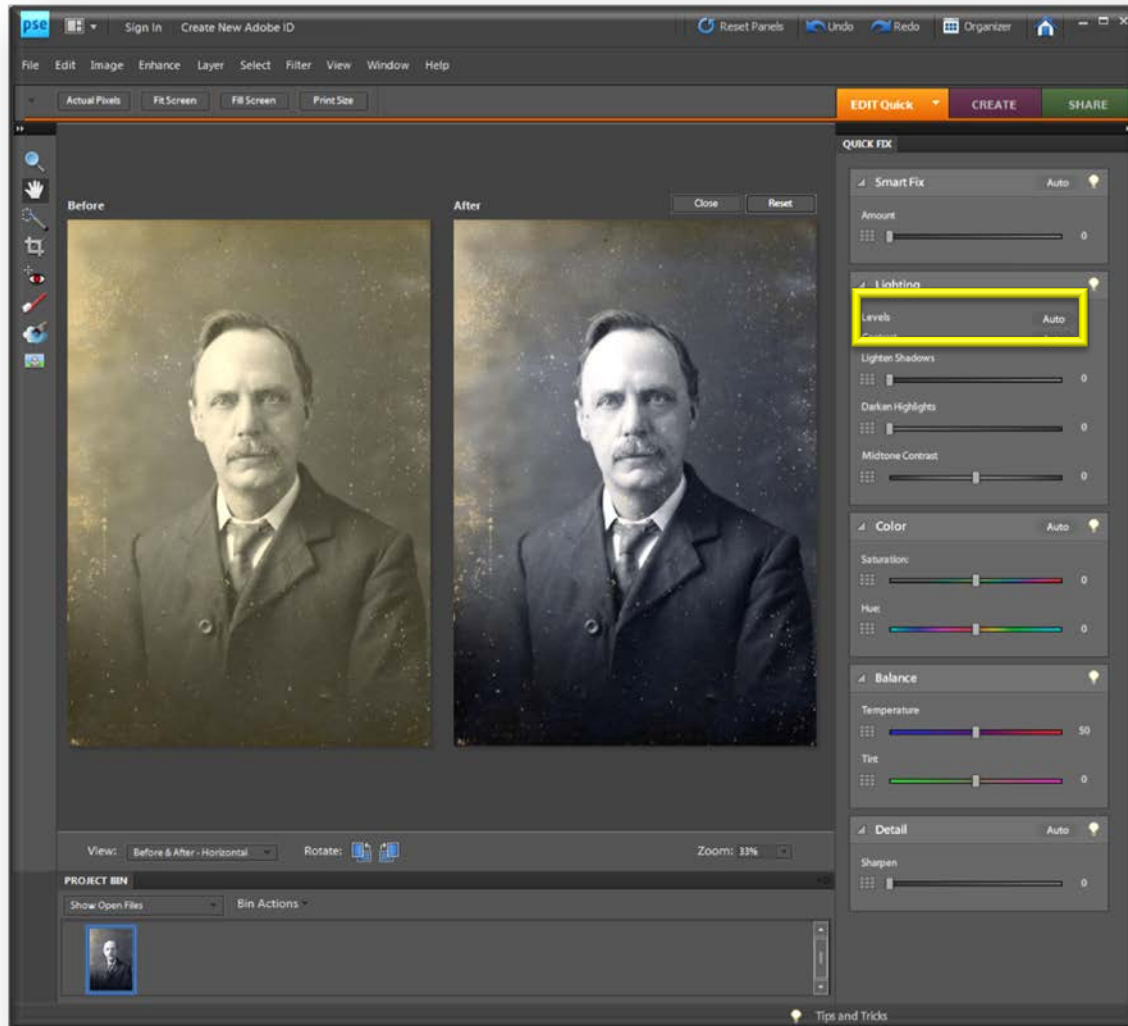 pse Sign In Create New Adobe ID Reset Panels Undo Redo Organizer
File Edit Image Enhance Layer Select Filter View Window Help
Actual Pixels Fit Screen Fill Screen Print Size
EDIT Quick CREATE SHARE
QUICK FIX
Smart Fix Auto
Amount
0
Before
After
Close Reset
Lighting
Levels Auto
Lighten Shadows
0
Darken Highlights
0
Midtone Contrast
0
Color Auto
Saturation:
0
Hue:
0
Balance
Temperature
50
Tint
0
Detail Auto
Sharpen
0
View: Before & After - Horizontal Rotate: Zoom: 33%
PROJECT BIN
Show Open Files Bin Actions
Tips and Tricks